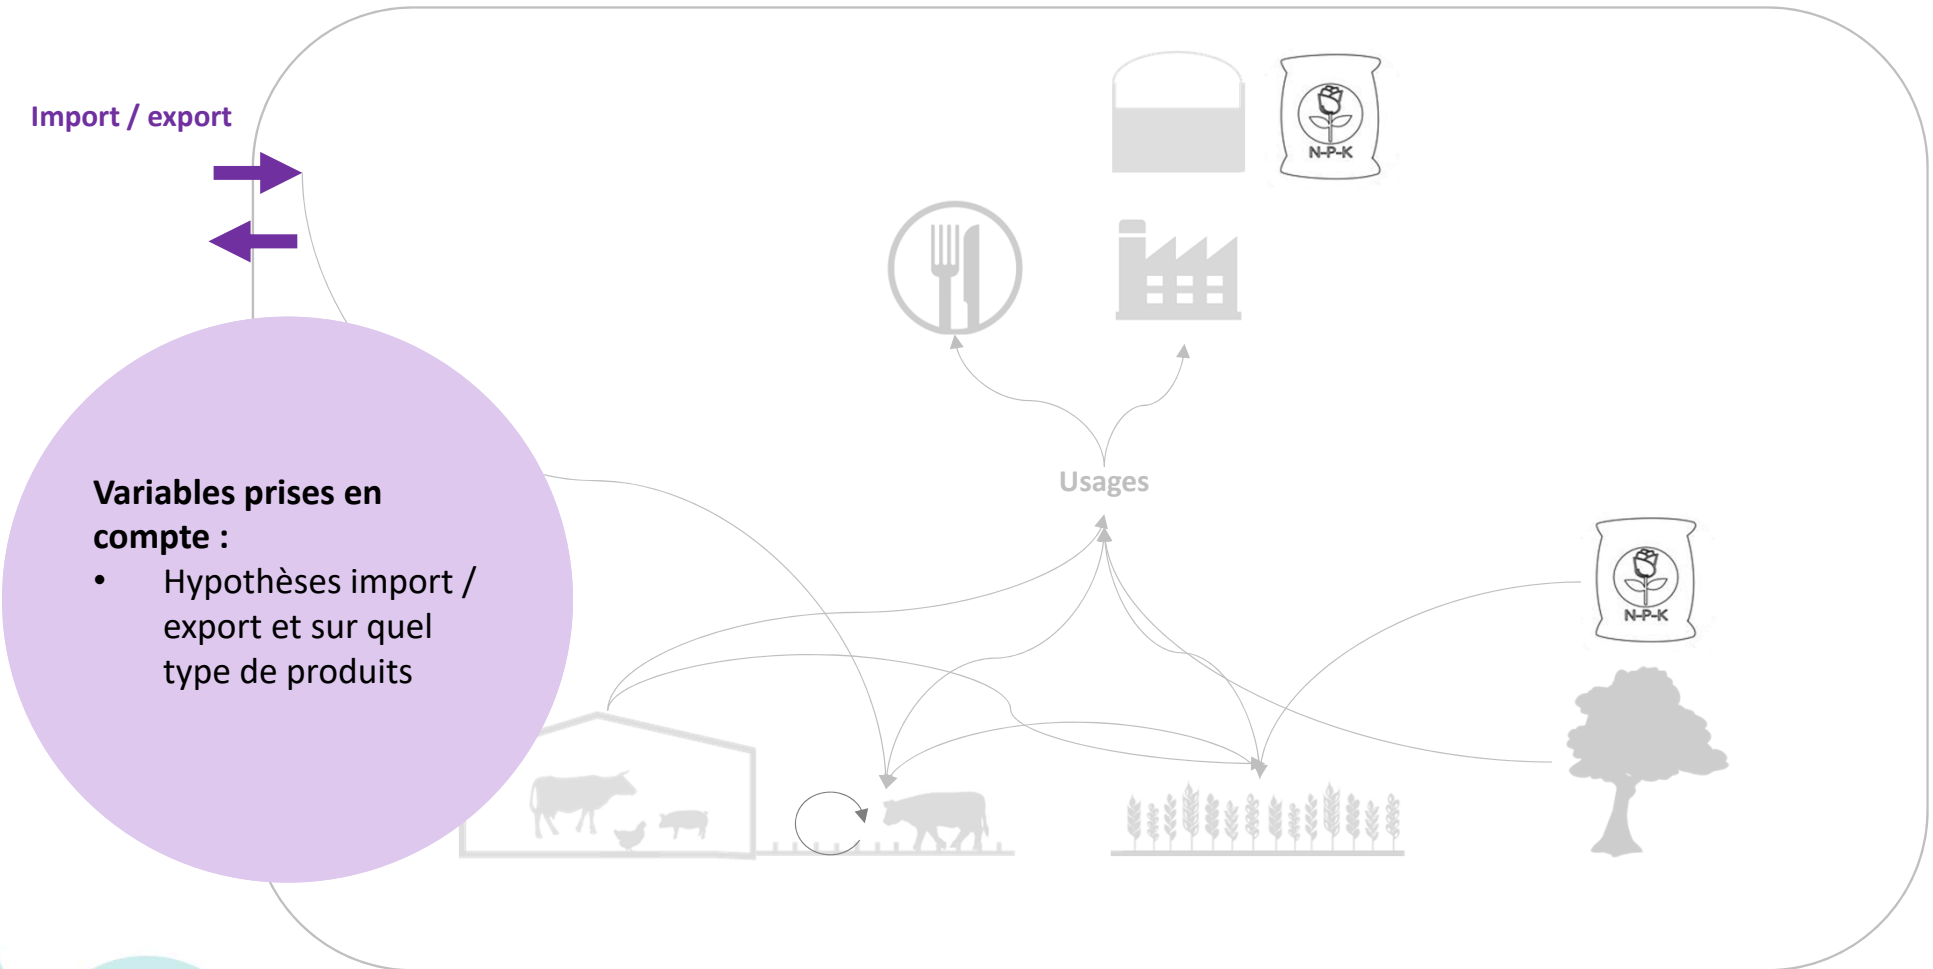 Import / export
N-P-K
Usages
Variables prises en
compte :
• Hypothèses import /
export et sur quel
type de produits
N-P-K